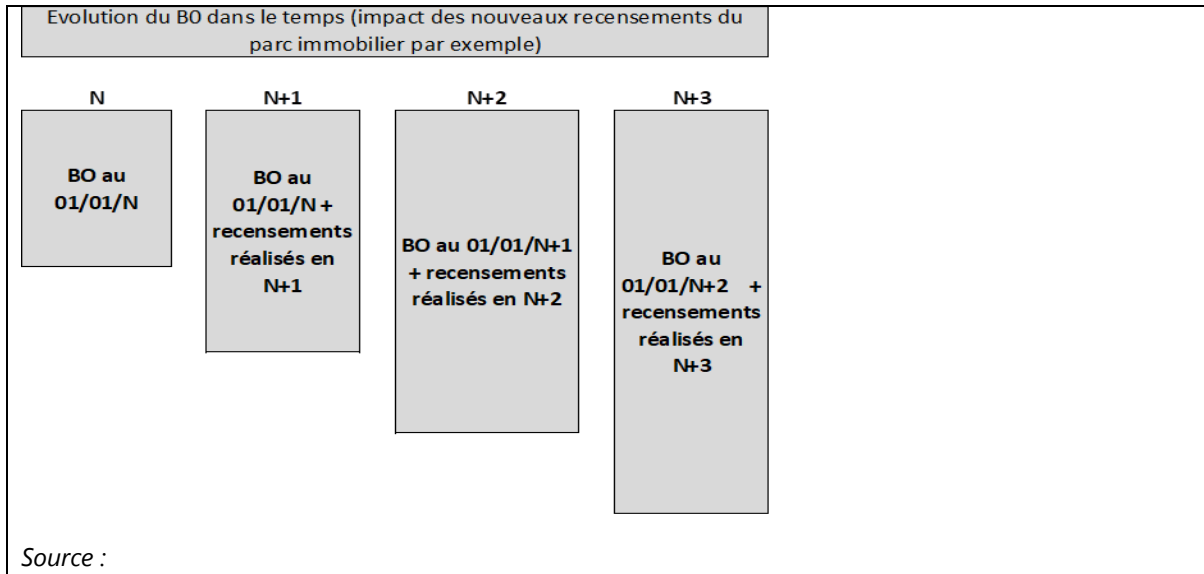 Evolution du B0 dans le temps (impact des nouveaux recensements du
parc immobilier par exemple)
N
N+1
N+2
N+3
BO au
01/01/N
BO au
01/01/N +
recensements
réalisés en
N+1
BO au 01/01/N+1
+ recensements
réalisés en N+2
BO au
01/01/N+2 +
recensements
réalisés en
N+3
Source :